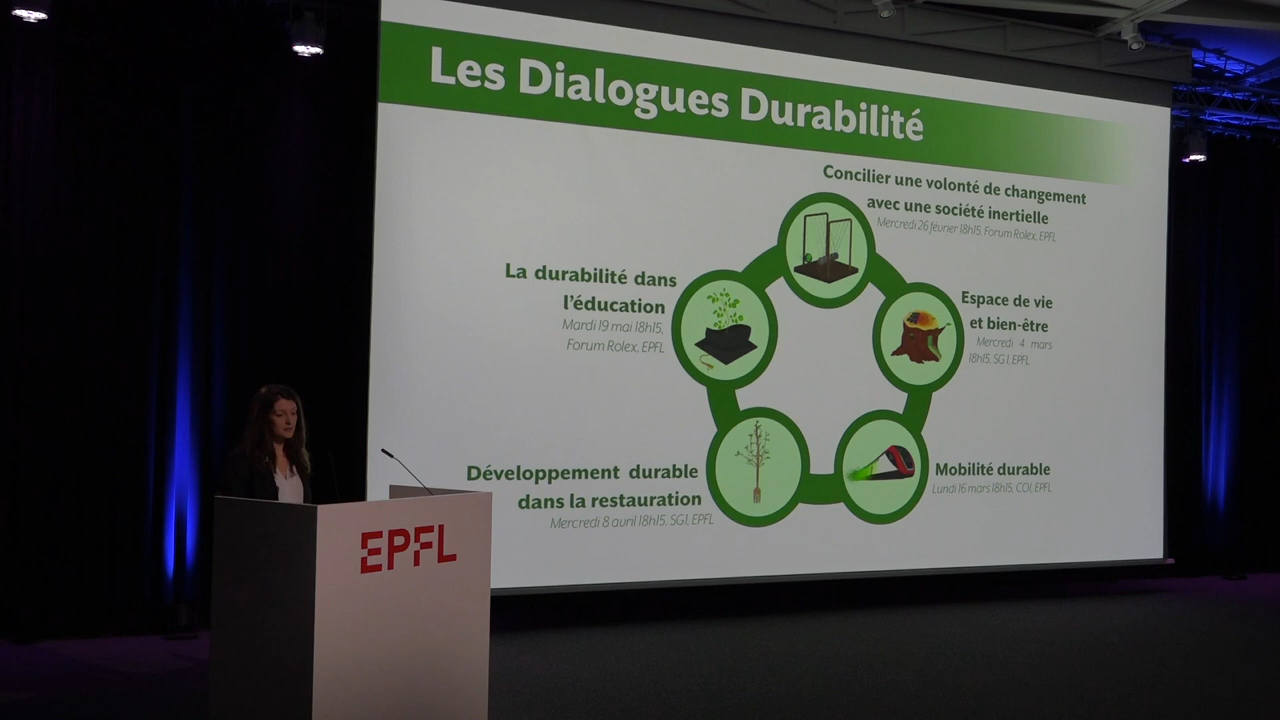 Les Dialogues Durabilité
Concilier une volonté de changement
avec une société inertielle
Mercredi 26 février 18h15, Forum Rolex, EPFL
La durabilité dans
l'éducation
Mardi 19 mai 18h15,
Forum Rolex, EPFL
Espace de vie
et bien-être
Mercredi 4 mars
18h15, SG1, EPFL
Développement durable
dans la restauration
Mercredi 8 avril 18h15, SG1, EPFL
Mobilité durable
Lundi 16 mars 18h15, CO1, EPFL
EPFL